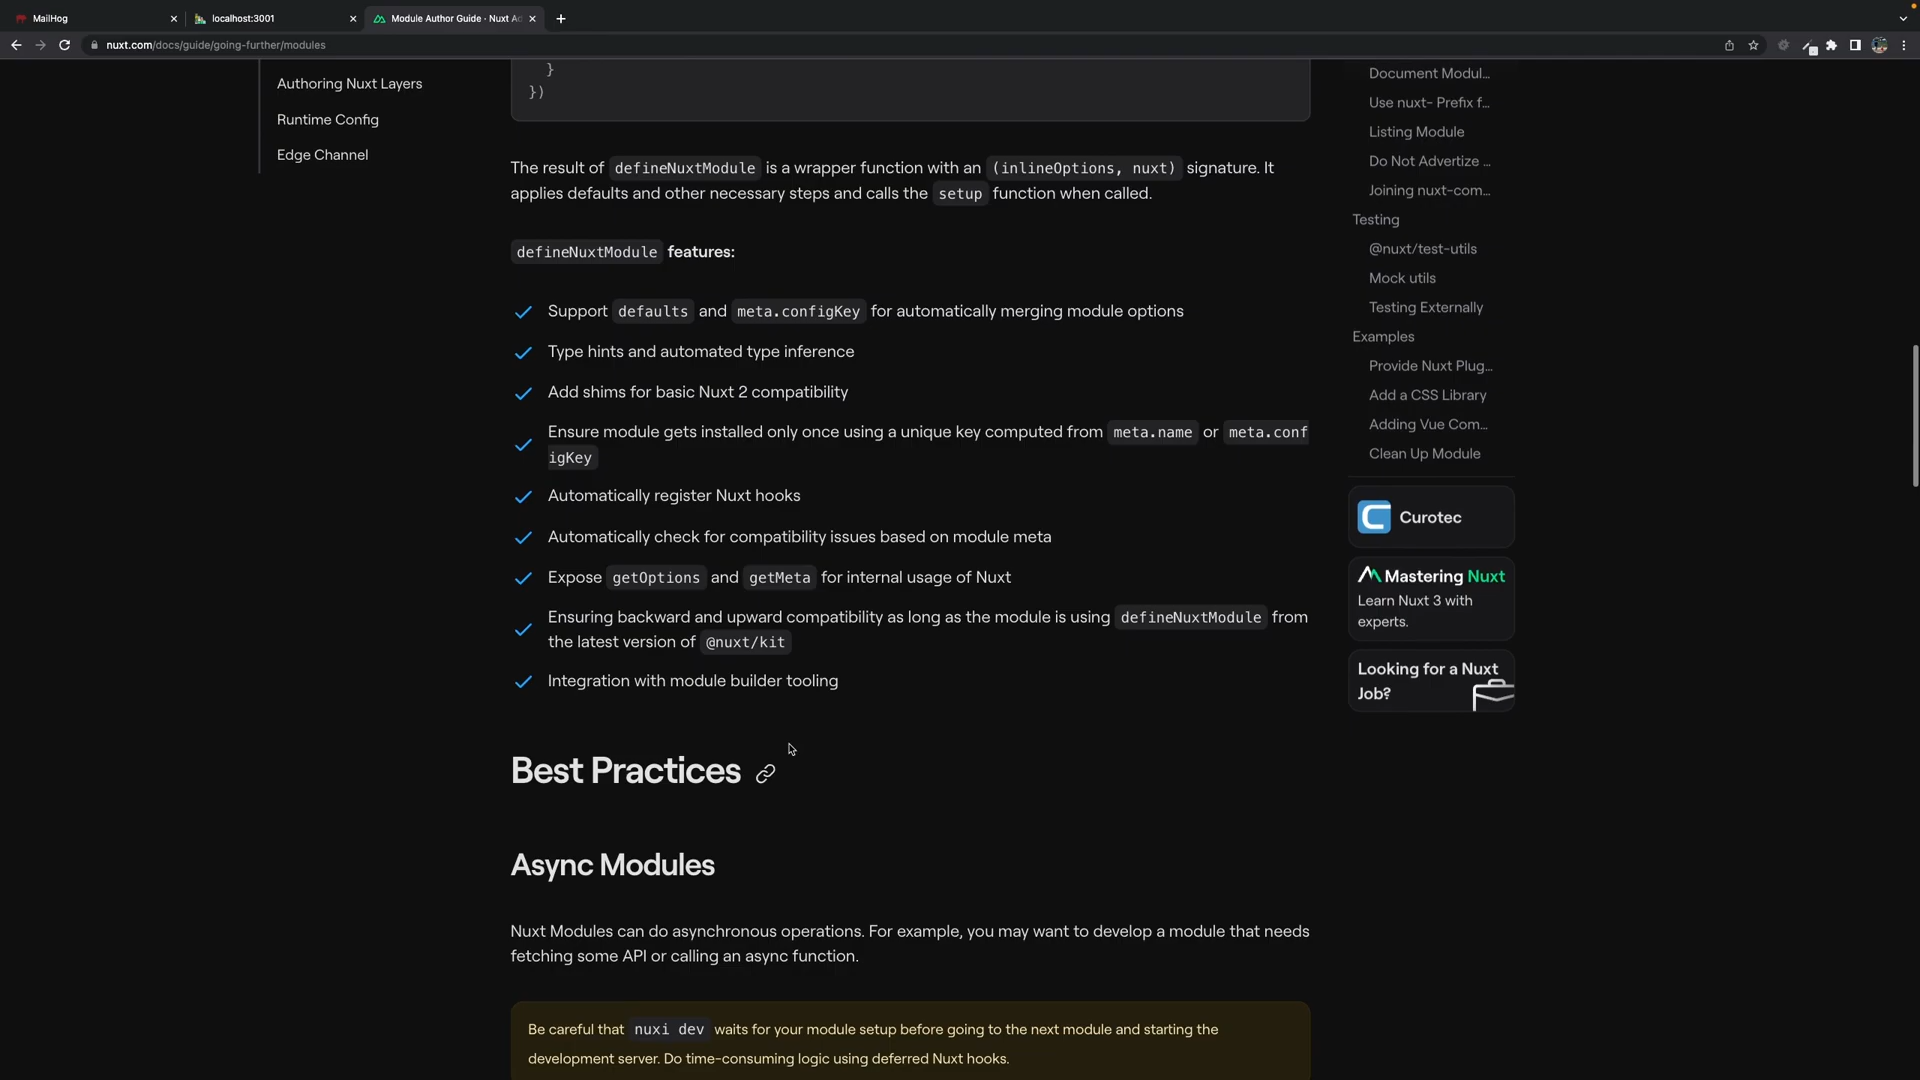 MailHog
localhost:3001
Module Author Guide · Nuxt Ad
nuxt.com/docs/guide/going-further/modules
Authoring Nuxt Layers
Runtime Config
Edge Channel
}
})
The result of defineNuxtModule is a wrapper function with an (inlineOptions, nuxt) signature. It
applies defaults and other necessary steps and calls the setup function when called.
defineNuxtModule features:
Support defaults and meta.configKey for automatically merging module options
Type hints and automated type inference
Add shims for basic Nuxt 2 compatibility
Ensure module gets installed only once using a unique key computed from meta.name or meta.conf
igKey
Automatically register Nuxt hooks
Automatically check for compatibility issues based on module meta
Expose getOptions and getMeta for internal usage of Nuxt
Ensuring backward and upward compatibility as long as the module is using defineNuxtModule from
the latest version of @nuxt/kit
Integration with module builder tooling
Best Practices
Async Modules
Nuxt Modules can do asynchronous operations. For example, you may want to develop a module that needs
fetching some API or calling an async function.
Be careful that nuxi dev waits for your module setup before going to the next module and starting the
development server. Do time-consuming logic using deferred Nuxt hooks.
Document Modul...
Use nuxt- Prefix f...
Listing Module
Do Not Advertize ...
Joining nuxt-com...
Testing
@nuxt/test-utils
Mock utils
Testing Externally
Examples
Provide Nuxt Plug...
Add a CSS Library
Adding Vue Com...
Clean Up Module
Curotec
Mastering Nuxt
Learn Nuxt 3 with
experts.
Looking for a Nuxt
Job?